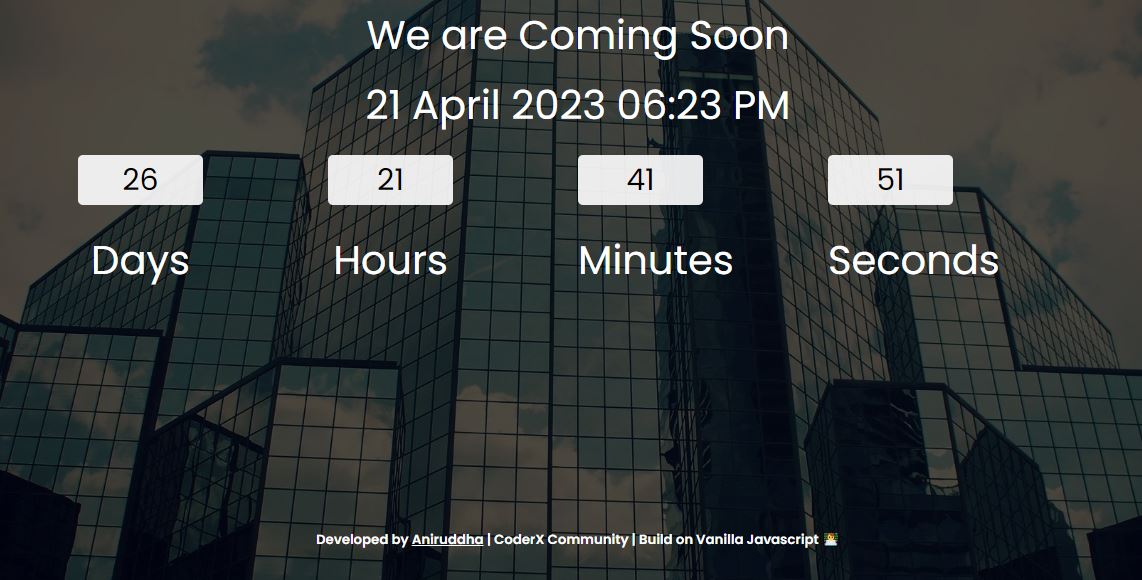 We are Coming Soon
21 April 2023 06:23 PM
26 21 41 51
Days Hours Minutes Seconds
Developed by Aniruddha | CoderX Community | Build on Vanilla Javascript 👨‍💻